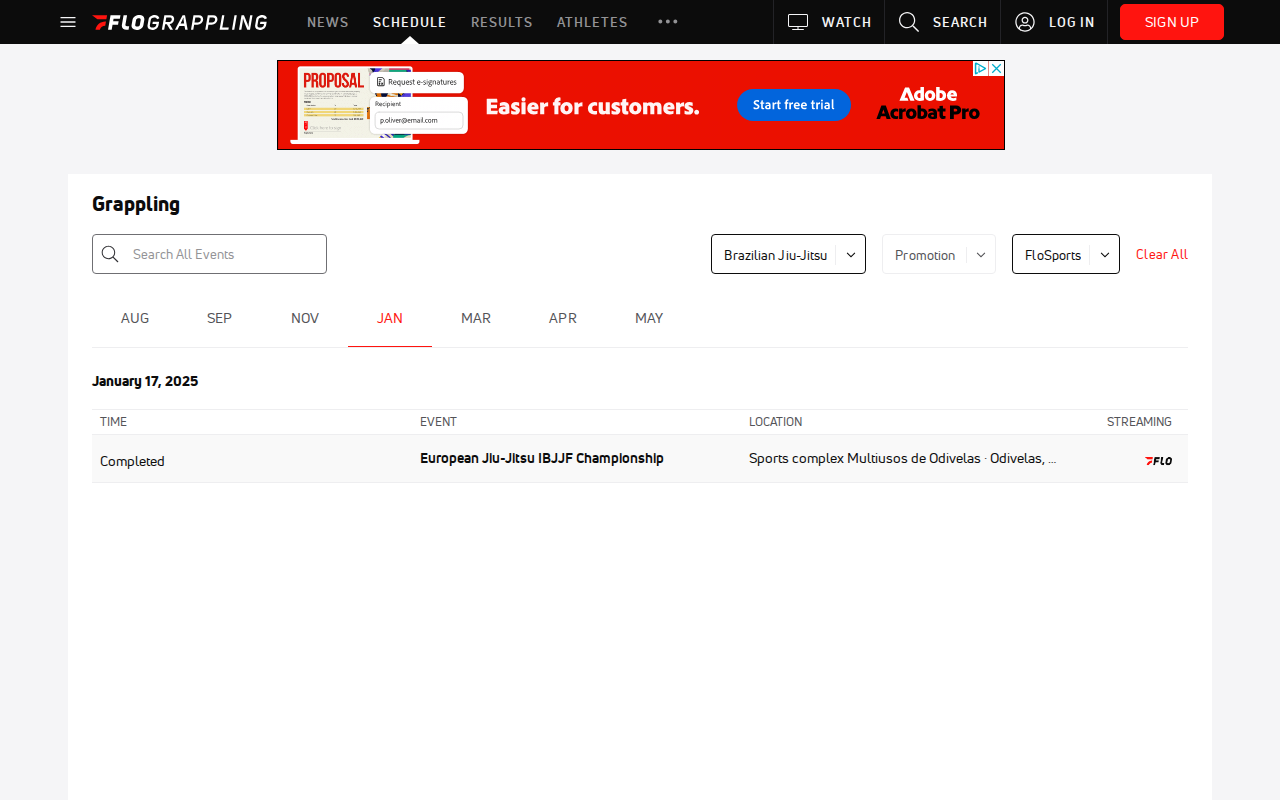 FLOGRAPPLING NEWS SCHEDULE RESULTS ATHLETES WATCH SEARCH LOG IN SIGN UP
PROPOSAL
Request e-signatures
Recipient
p.oliver@email.com
Easier for customers.
Start free trial
Adobe
Acrobat Pro
Grappling
Search All Events
Brazilian Jiu-Jitsu
Promotion
FloSports
Clear All
AUG SEP NOV JAN MAR APR MAY
January 17, 2025
TIME EVENT LOCATION STREAMING
Completed European Jiu-Jitsu IBJJF Championship Sports complex Multiusos de Odivelas · Odivelas, ... FLO